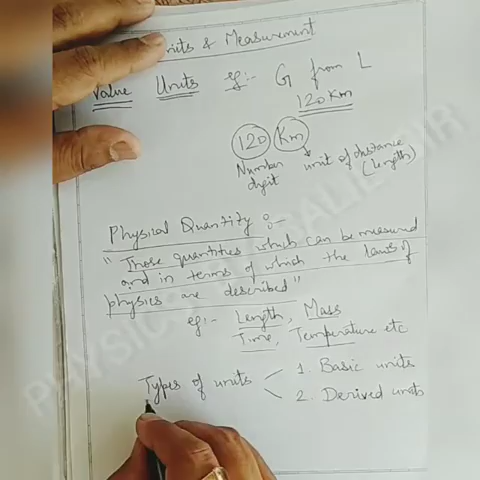 Units & Measurement
Value Units eg:- G from L
120 Km
120 Km
Number digit
unit of distance (Length)
Physical Quantity :-
"Those quantities which can be measured
and in terms of which the laws of
physics are described"
eg:- Length, Mass
Time, Temperature etc
Types of units
1. Basic units
2. Derived units